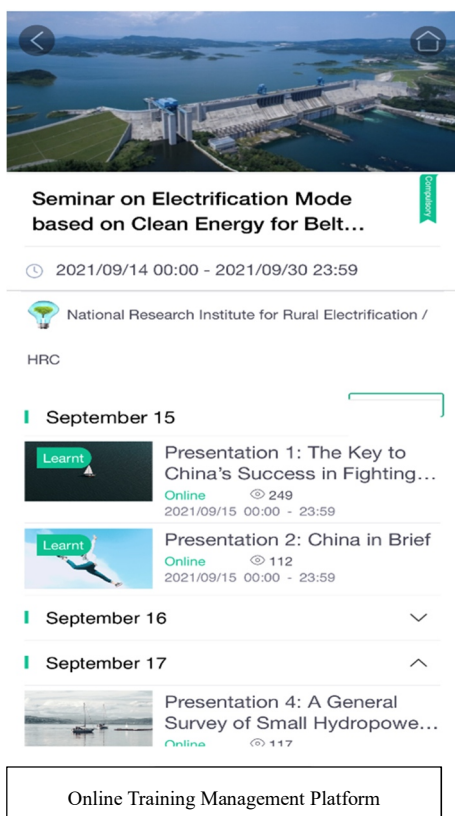 Compulsory
Seminar on Electrification Mode
based on Clean Energy for Belt...
2021/09/14 00:00 - 2021/09/30 23:59
National Research Institute for Rural Electrification /
HRC
September 15
Learnt
Presentation 1: The Key to
China's Success in Fighting...
Online 249
2021/09/15 00:00 - 23:59
Learnt
Presentation 2: China in Brief
Online 112
2021/09/15 00:00 - 23:59
September 16
September 17
Presentation 4: A General
Survey of Small Hydropowe...
Online 117
Online Training Management Platform